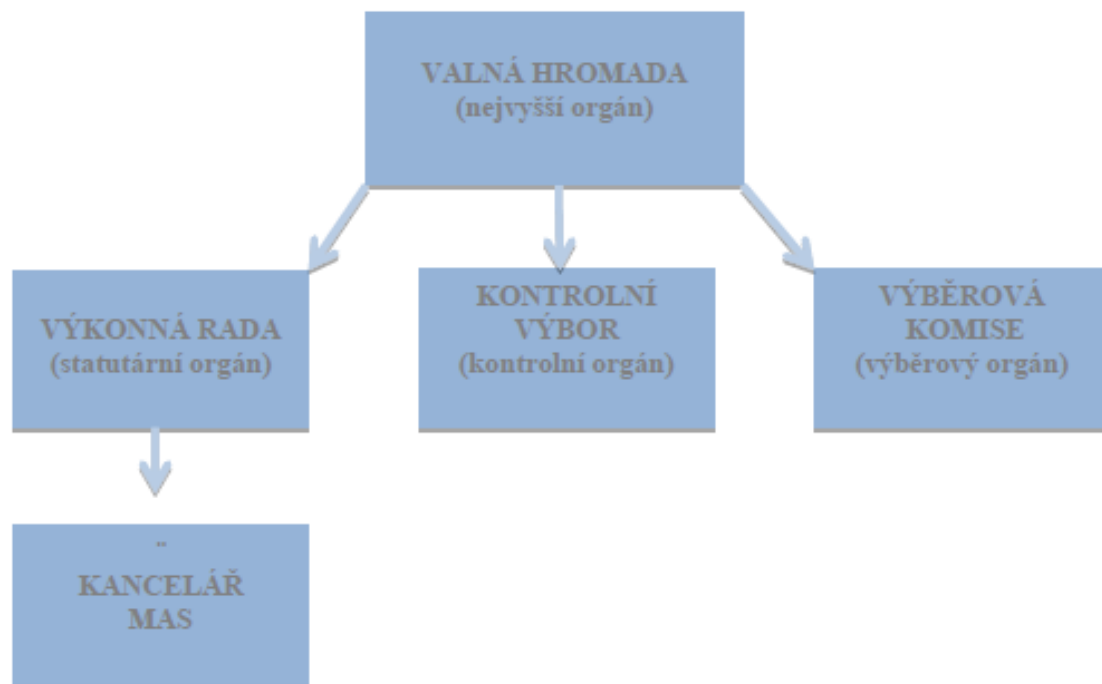 VALNÁ HROMADA
(nejvyšší orgán)
VÝKONNÁ RADA
(statutární orgán)
KONTROLNÍ
VÝBOR
(kontrolní orgán)
VÝBĚROVÁ
KOMISE
(výběrový orgán)
¨
KANCELÁŘ
MAS